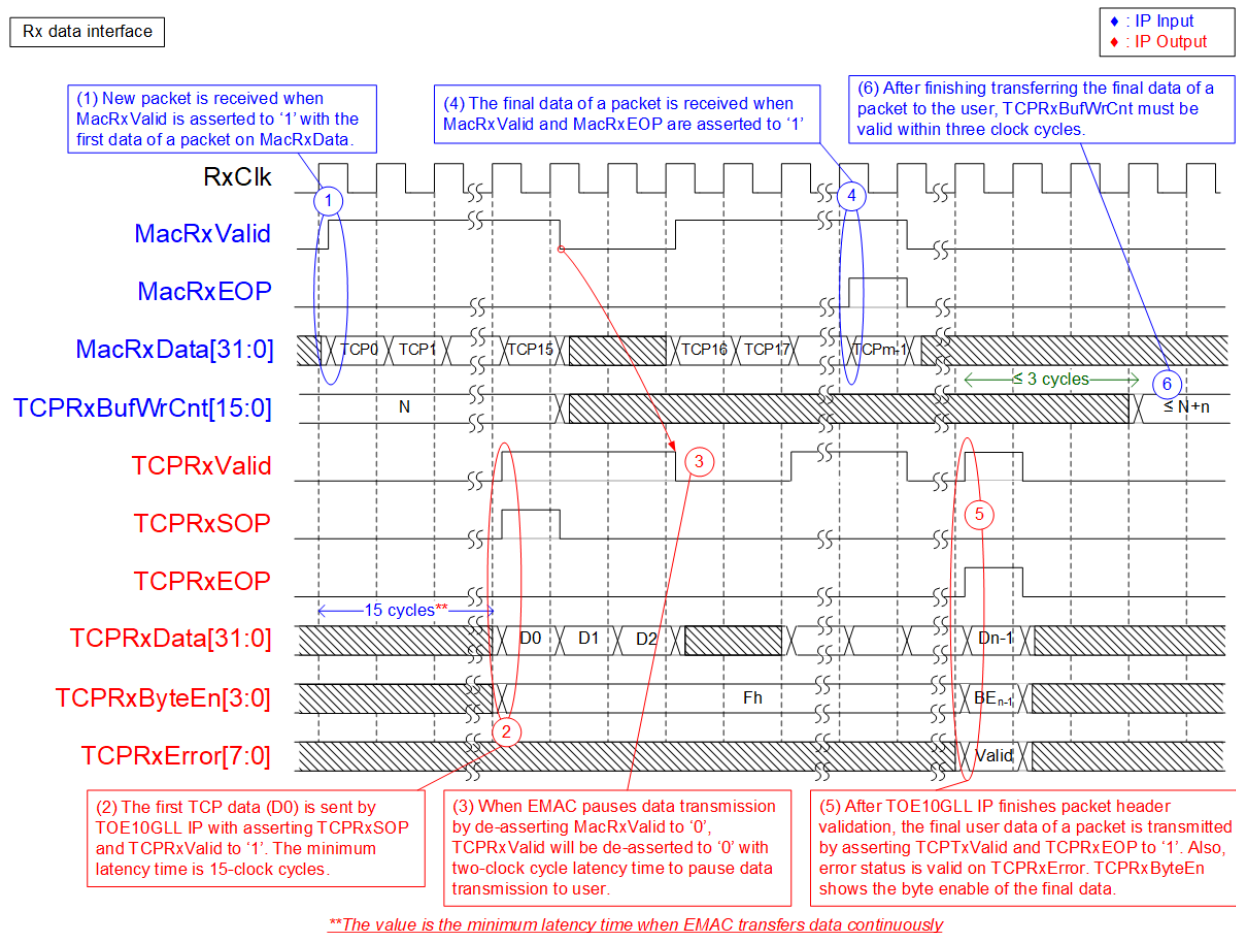 Rx data interface
♦ : IP Input
♦ : IP Output
(1) New packet is received when
MacRxValid is asserted to ‘1’ with the
first data of a packet on MacRxData.
(4) The final data of a packet is received when
MacRxValid and MacRxEOP are asserted to ‘1’
(6) After finishing transferring the final data of a
packet to the user, TCPRxBufWrCnt must be
valid within three clock cycles.
RxClk
1
4
MacRxValid
MacRxEOP
MacRxData[31:0]
TCP0 TCP1 TCP15 TCP16 TCP17 TCPm-1
≤ 3 cycles
6
TCPRxBufWrCnt[15:0]
N ≤ N+n
TCPRxValid
3
TCPRxSOP
5
TCPRxEOP
15 cycles**
TCPRxData[31:0]
D0 D1 D2 Dn-1
TCPRxByteEn[3:0]
Fh BEn-1
2
TCPRxError[7:0]
Valid
(2) The first TCP data (D0) is sent by
TOE10GLL IP with asserting TCPRxSOP
and TCPRxValid to ‘1’. The minimum
latency time is 15-clock cycles.
(3) When EMAC pauses data transmission
by de-asserting MacRxValid to ‘0’,
TCPRxValid will be de-asserted to ‘0’ with
two-clock cycle latency time to pause data
transmission to user.
(5) After TOE10GLL IP finishes packet header
validation, the final user data of a packet is transmitted
by asserting TCPTxValid and TCPRxEOP to ‘1’. Also,
error status is valid on TCPRxError. TCPRxByteEn
shows the byte enable of the final data.
**The value is the minimum latency time when EMAC transfers data continuously